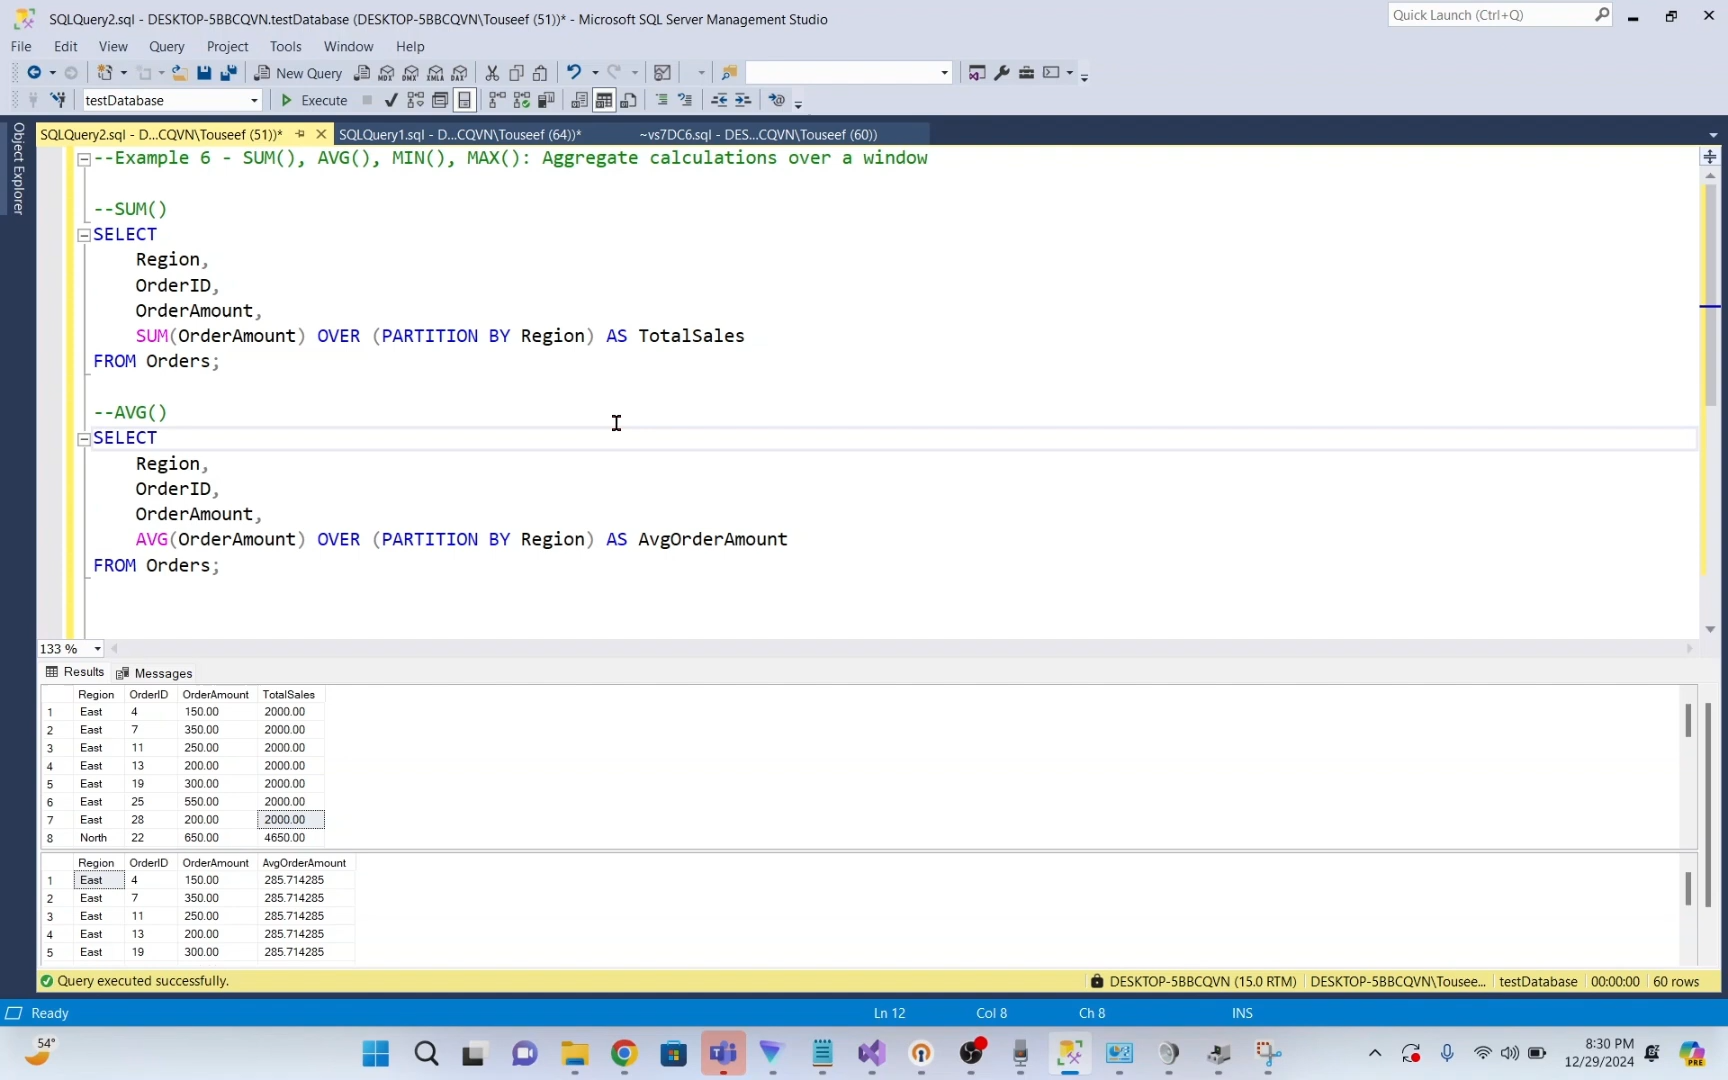 SQLQuery2.sql - DESKTOP-5BBCQVN.testDatabase (DESKTOP-5BBCQVN\Touseef (51))* - Microsoft SQL Server Management Studio
Quick Launch (Ctrl+Q)
File Edit View Query Project Tools Window Help
New Query MDX DMX XMLA DAX
testDatabase Execute
SQLQuery2.sql - D...CQVN\Touseef (51))* SQLQuery1.sql - D...CQVN\Touseef (64))* ~vs7DC6.sql - DES...CQVN\Touseef (60))
Object Explorer
--Example 6 - SUM(), AVG(), MIN(), MAX(): Aggregate calculations over a window
--SUM()
SELECT
Region,
OrderID,
OrderAmount,
SUM(OrderAmount) OVER (PARTITION BY Region) AS TotalSales
FROM Orders;
--AVG()
SELECT
Region,
OrderID,
OrderAmount,
AVG(OrderAmount) OVER (PARTITION BY Region) AS AvgOrderAmount
FROM Orders;
133 %
Results Messages
Region OrderID OrderAmount TotalSales
1 East 4 150.00 2000.00
2 East 7 350.00 2000.00
3 East 11 250.00 2000.00
4 East 13 200.00 2000.00
5 East 19 300.00 2000.00
6 East 25 550.00 2000.00
7 East 28 200.00 2000.00
8 North 22 650.00 4650.00
Region OrderID OrderAmount AvgOrderAmount
1 East 4 150.00 285.714285
2 East 7 350.00 285.714285
3 East 11 250.00 285.714285
4 East 13 200.00 285.714285
5 East 19 300.00 285.714285
Query executed successfully. DESKTOP-5BBCQVN (15.0 RTM) DESKTOP-5BBCQVN\Tousee... testDatabase 00:00:00 60 rows
Ready Ln 12 Col 8 Ch 8 INS
54°
8:30 PM
12/29/2024
PRE